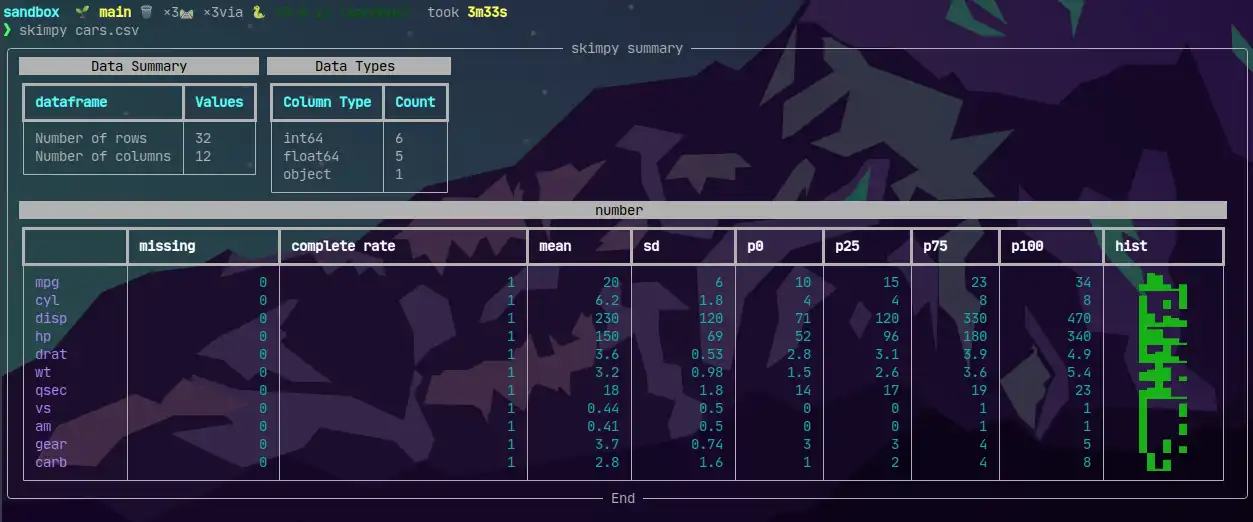 sandbox main ×3 ×3via took 3m33s
❯ skimpy cars.csv
skimpy summary
Data Summary Data Types
dataframe Values Column Type Count
Number of rows 32 int64 6
Number of columns 12 float64 5
object 1
number
missing complete rate mean sd p0 p25 p75 p100 hist
mpg 0 1 20 6 10 15 23 34
cyl 0 1 6.2 1.8 4 4 8 8
disp 0 1 230 120 71 120 330 470
hp 0 1 150 69 52 96 180 340
drat 0 1 3.6 0.53 2.8 3.1 3.9 4.9
wt 0 1 3.2 0.98 1.5 2.6 3.6 5.4
qsec 0 1 18 1.8 14 17 19 23
vs 0 1 0.44 0.5 0 0 1 1
am 0 1 0.41 0.5 0 0 1 1
gear 0 1 3.7 0.74 3 3 4 5
carb 0 1 2.8 1.6 1 2 4 8
End